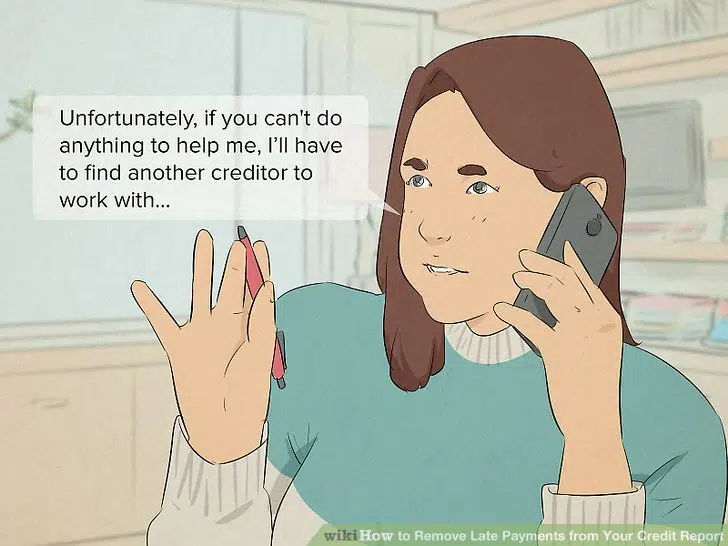 Unfortunately, if you can't do
anything to help me, I'll have
to find another creditor to
work with...
wikiHow to Remove Late Payments from Your Credit Report